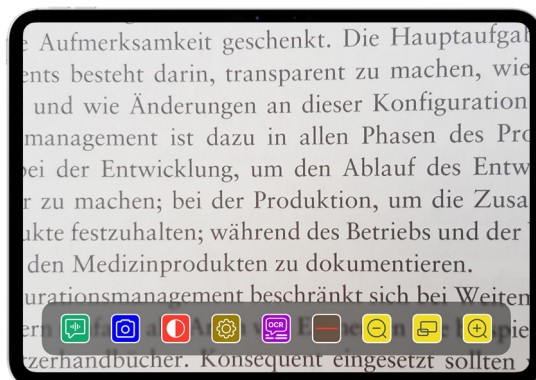 Aufmerksamkeit geschenkt. Die
ents besteht darin, transparent zu machen, wie
und wie Änderungen an dieser Konfiguration
management ist dazu in allen Phasen des Pro
bei der Entwicklung, um den Ablauf des Entw
r zu machen; bei der Produktion, um die Zusa
ukte festzuhalten; während des Betriebs und der
den Medizinprodukten zu dokumentieren.
urationsmanagement beschränkt sich bei Weiten
OCR
zerhandbücher. Konsequent eingesetzt sollten